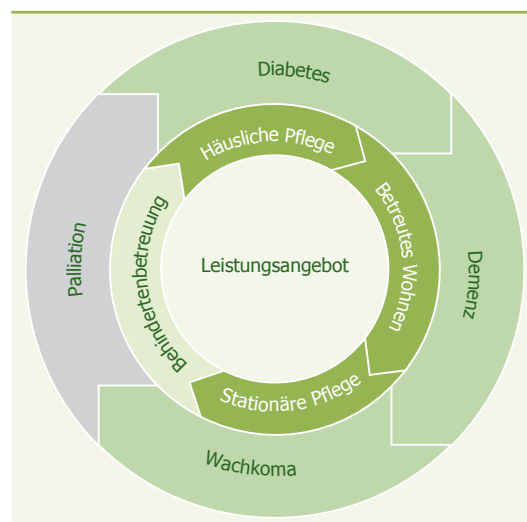 Diabetes
Häusliche Pflege
Betreutes Wohnen
Demenz
Leistungsangebot
Palliation
Behindertenbetreuung
Stationäre Pflege
Wachkoma